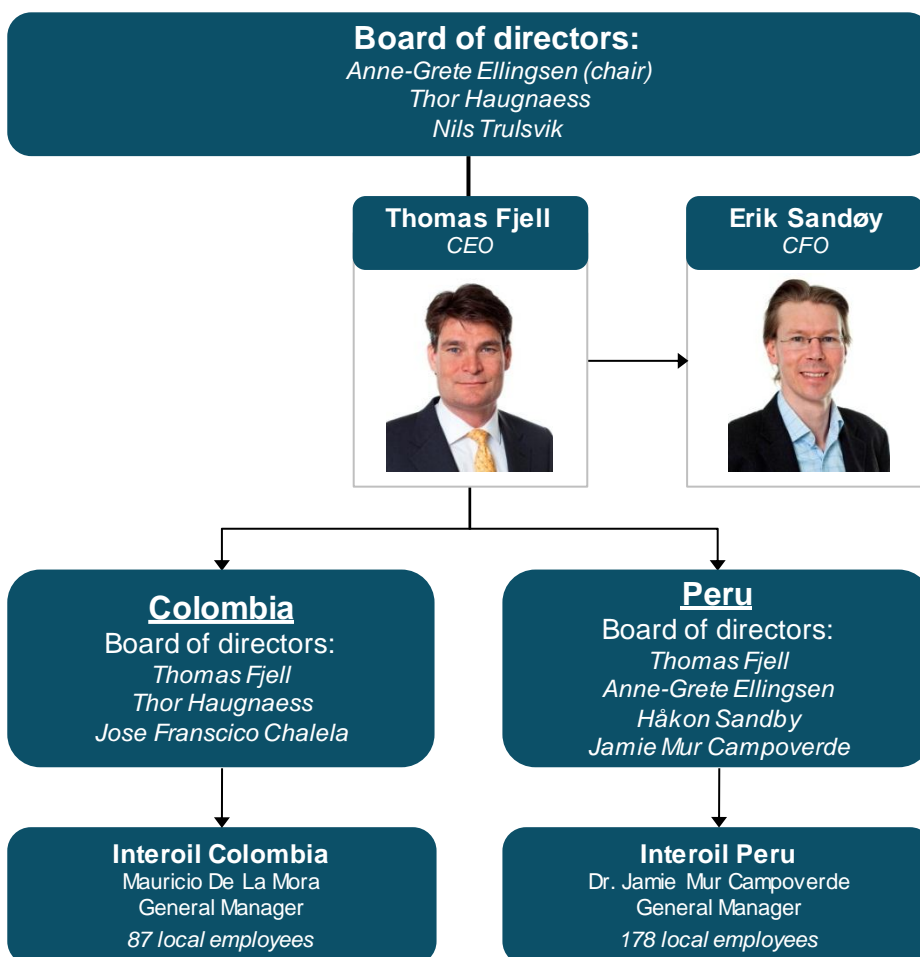 Board of directors:
Anne-Grete Ellingsen (chair)
Thor Haugnaess
Nils Trulsvik
Thomas Fjell
CEO
Erik Sandøy
CFO
Colombia
Board of directors:
Thomas Fjell
Thor Haugnaess
Jose Franscico Chalela
Peru
Board of directors:
Thomas Fjell
Anne-Grete Ellingsen
Håkon Sandby
Jamie Mur Campoverde
Interoil Colombia
Mauricio De La Mora
General Manager
87 local employees
Interoil Peru
Dr. Jamie Mur Campoverde
General Manager
178 local employees